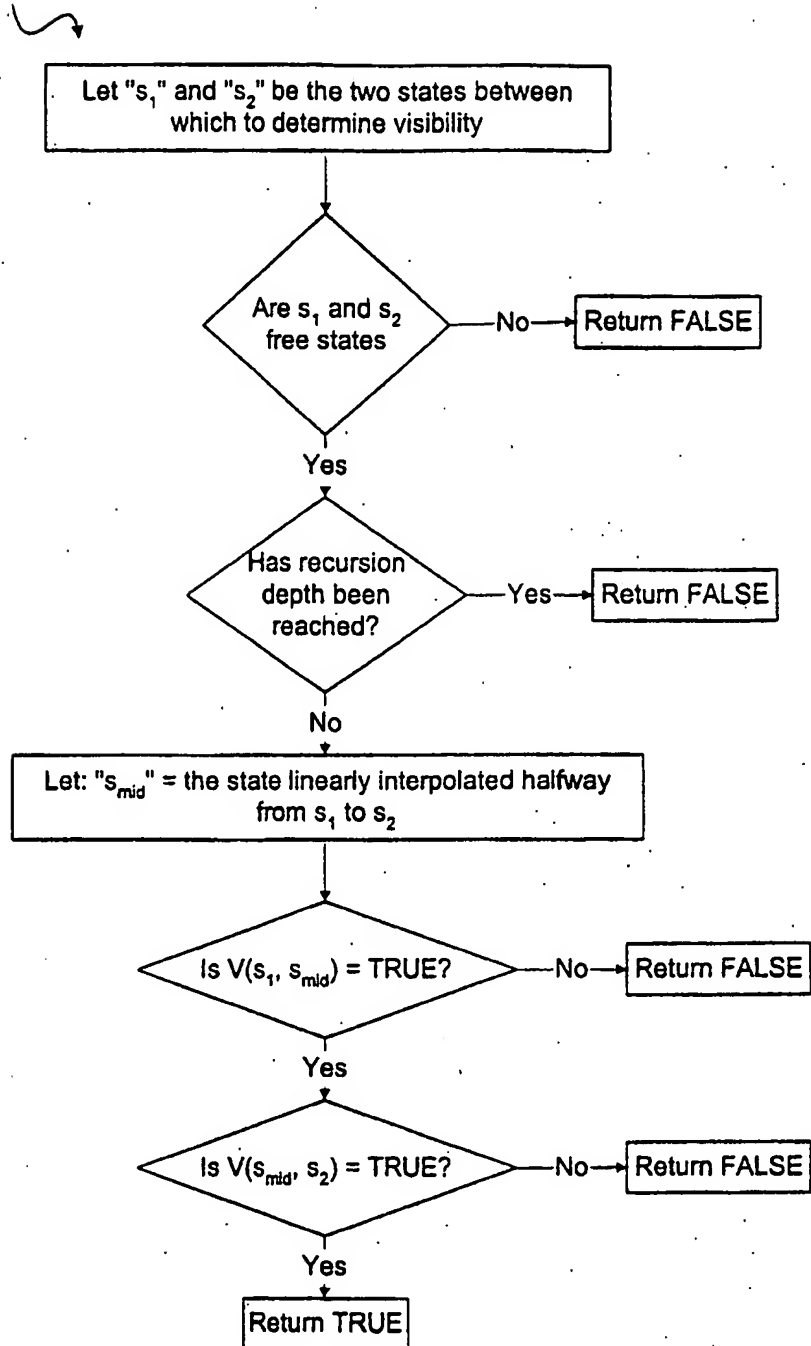 Let "s₁" and "s₂" be the two states between
which to determine visibility
Are s₁ and s₂
free states
No
Return FALSE
Yes
Has recursion
depth been
reached?
Yes
Return FALSE
No
Let: "s_mid" = the state linearly interpolated halfway
from s₁ to s₂
Is V(s₁, s_mid) = TRUE?
No
Return FALSE
Yes
Is V(s_mid, s₂) = TRUE?
No
Return FALSE
Yes
Return TRUE